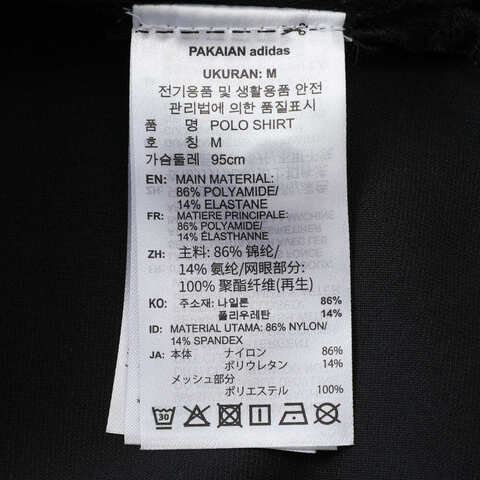 PAKAIAN adidas
UKURAN: M
전기용품 및 생활용품 안전
관리법에 의한 품질표시
품 명 POLO SHIRT
호 칭 M
가슴둘레 95cm
EN: MAIN MATERIAL:
86% POLYAMIDE/
14% ELASTANE
FR: MATIERE PRINCIPALE:
86% POLYAMIDE/
14% ÉLASTHANNE
ZH: 主料: 86% 锦纶/
14% 氨纶/网眼部分:
100% 聚酯纤维(再生)
KO: 주소재: 나일론 86%
폴리우레탄 14%
ID: MATERIAL UTAMA: 86% NYLON/
14% SPANDEX
JA: 本体 ナイロン 86%
ポリウレタン 14%
メッシュ部分
ポリエステル 100%
30